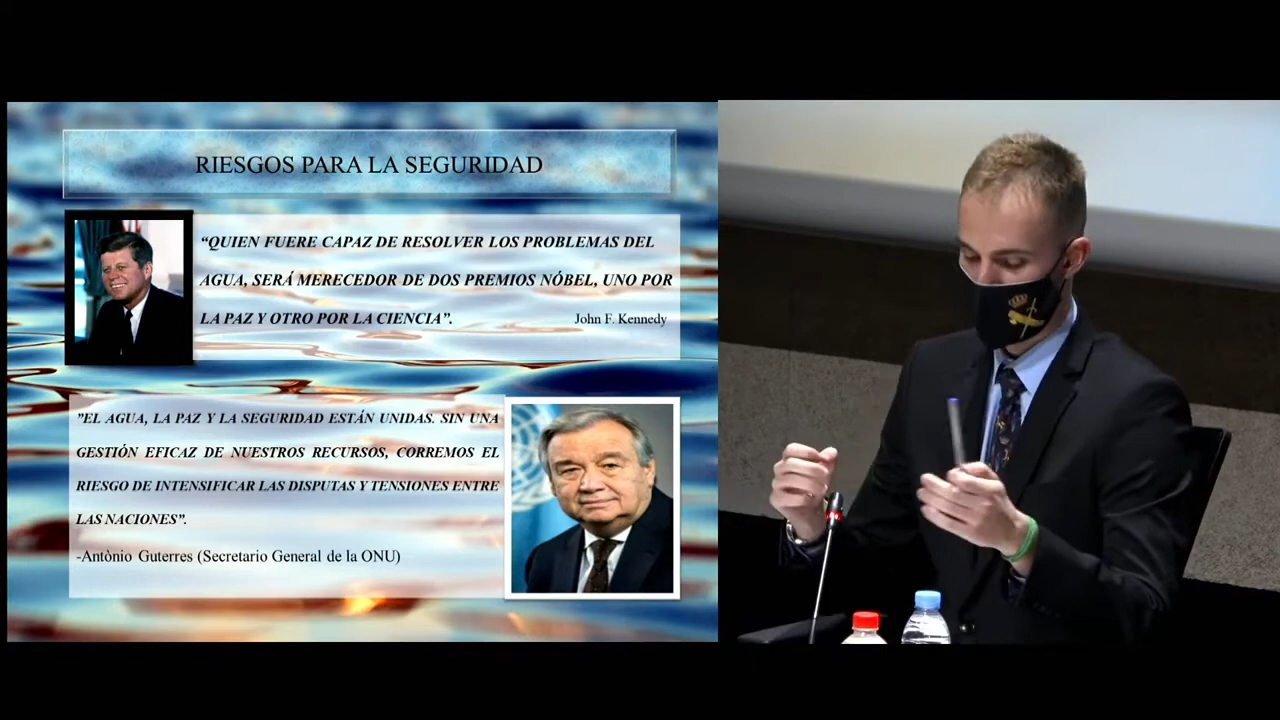 RIESGOS PARA LA SEGURIDAD
“QUIEN FUERE CAPAZ DE RESOLVER LOS PROBLEMAS DEL
AGUA, SERÁ MERECEDOR DE DOS PREMIOS NÓBEL, UNO POR
LA PAZ Y OTRO POR LA CIENCIA”.
John F. Kennedy
”EL AGUA, LA PAZ Y LA SEGURIDAD ESTÁN UNIDAS. SIN UNA
GESTIÓN EFICAZ DE NUESTROS RECURSOS, CORREMOS EL
RIESGO DE INTENSIFICAR LAS DISPUTAS Y TENSIONES ENTRE
LAS NACIONES”.
-Antònio Guterres (Secretario General de la ONU)